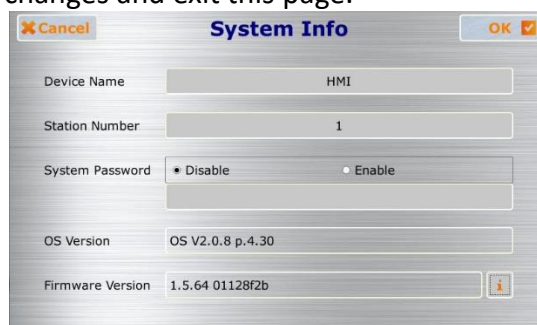 changes and exit this page.
Cancel System Info OK
Device Name HMI
Station Number 1
System Password Disable Enable
OS Version OS V2.0.8 p.4.30
Firmware Version 1.5.64 01128f2b i